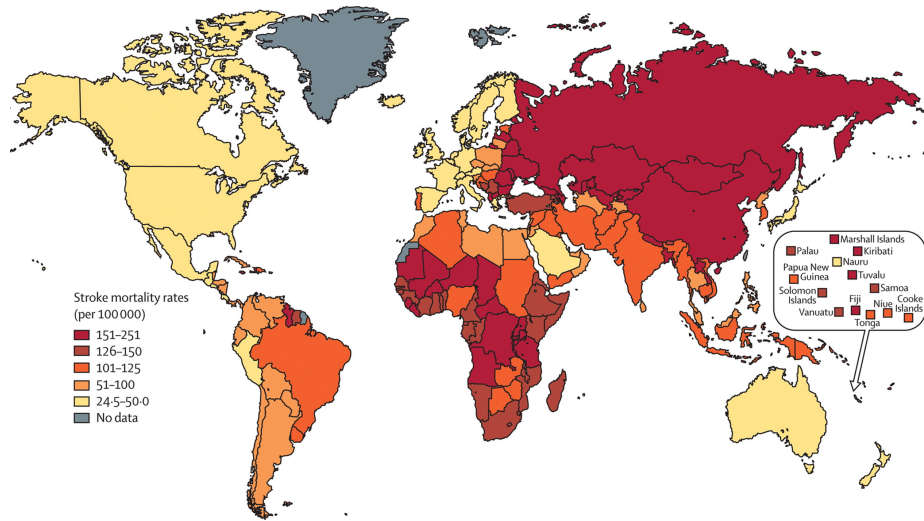 Stroke mortality rates
(per 100 000)
151–251
126–150
101–125
51–100
24·5–50·0
No data
Marshall Islands
Palau
Kiribati
Nauru
Papua New
Guinea
Tuvalu
Solomon
Islands
Samoa
Vanuatu
Fiji
Tonga
Niue
Cooke
Islands